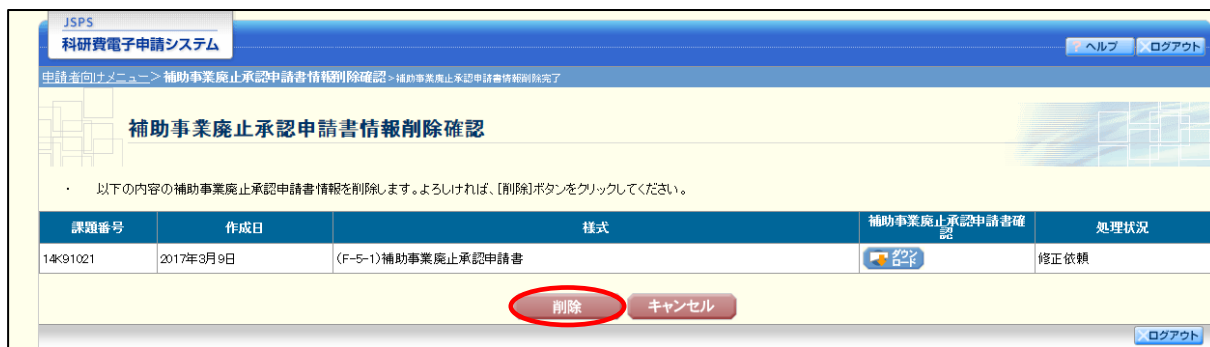 JSPS
科研費電子申請システム
? ヘルプ
ログアウト
申請者向けメニュー>補助事業廃止承認申請書情報削除確認>補助事業廃止承認申請書情報削除完了
補助事業廃止承認申請書情報削除確認
・ 以下の内容の補助事業廃止承認申請書情報を削除します。よろしければ、[削除]ボタンをクリックしてください。
課題番号 作成日 様式 補助事業廃止承認申請書確認 処理状況
14K91021 2017年3月9日 (F-5-1)補助事業廃止承認申請書 ダウンロード 修正依頼
削除 キャンセル
ログアウト